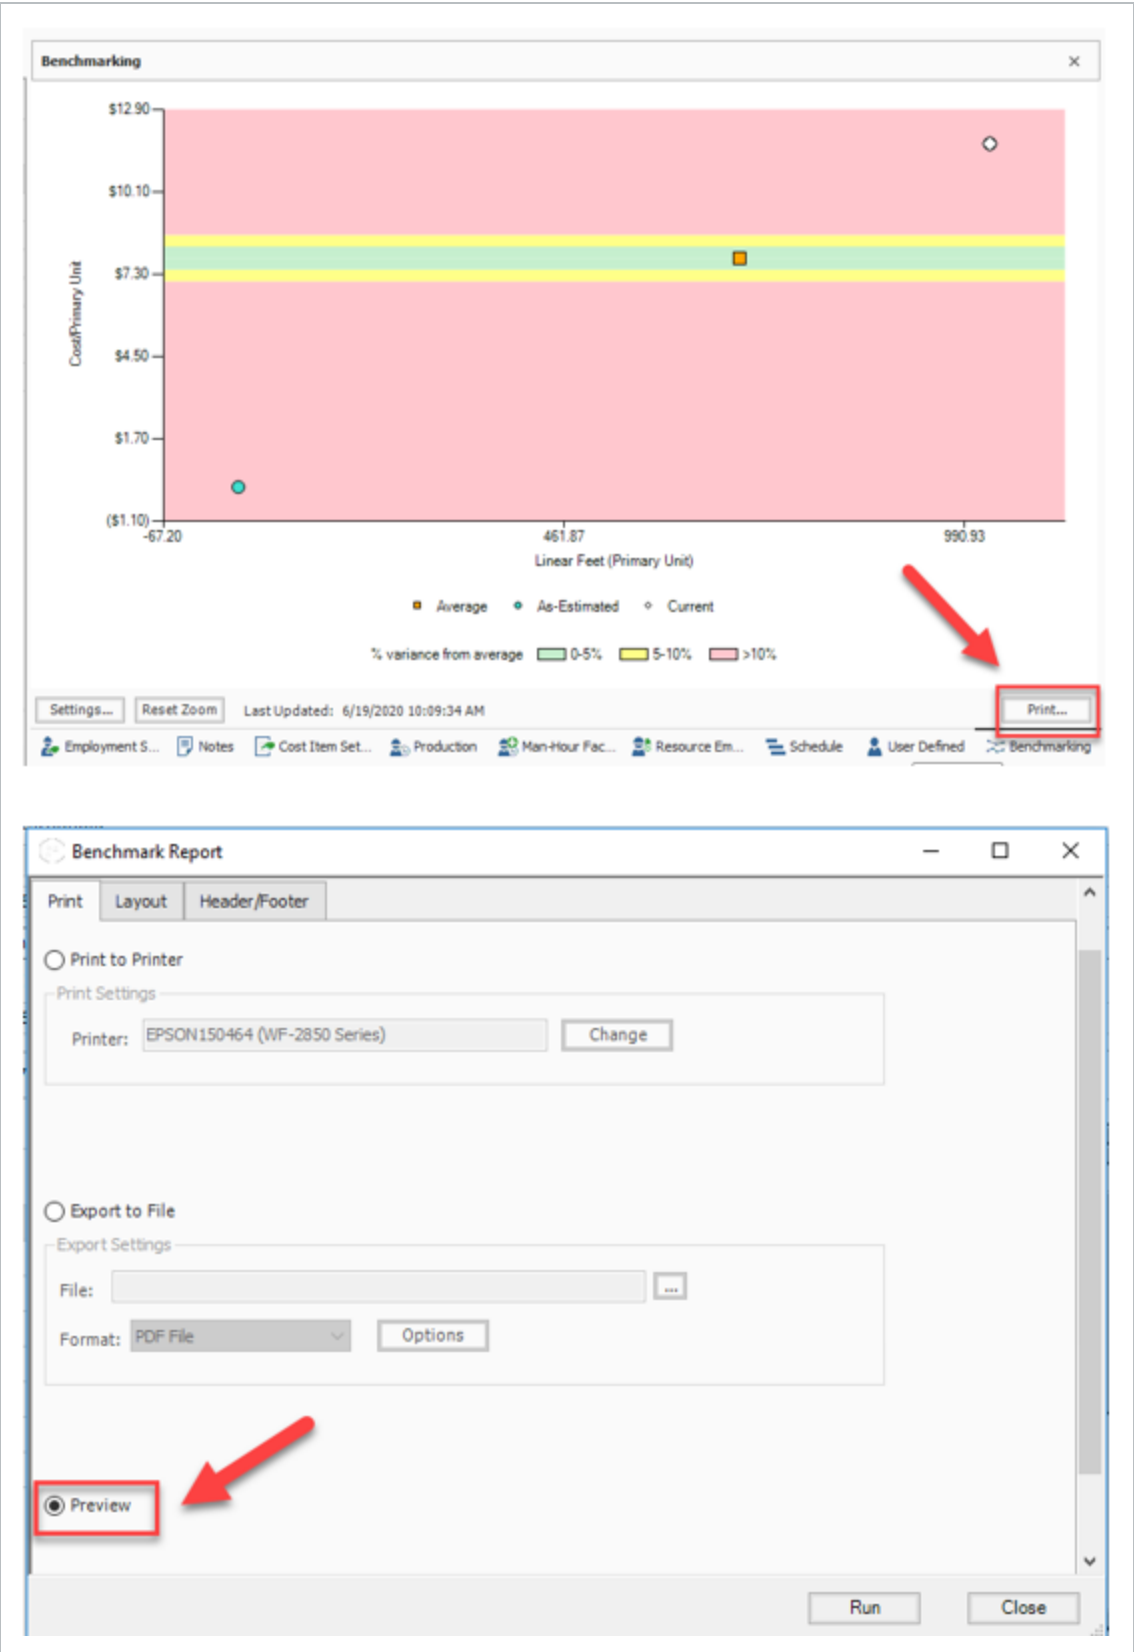 Benchmarking
$12.90
$10.10
$7.30
$4.50
$1.70
($1.10)
Cost/Primary Unit
-67.20 461.87 990.93
Linear Feet (Primary Unit)
Average As-Estimated Current
% variance from average 0-5% 5-10% >10%
Settings... Reset Zoom Last Updated: 6/19/2020 10:09:34 AM Print...
Employment S... Notes Cost Item Set... Production Man-Hour Fac... Resource Em... Schedule User Defined Benchmarking
Benchmark Report
Print Layout Header/Footer
Print to Printer
Print Settings
Printer: EPSON150464 (WF-2850 Series) Change
Export to File
Export Settings
File: ...
Format: PDF File Options
Preview
Run Close